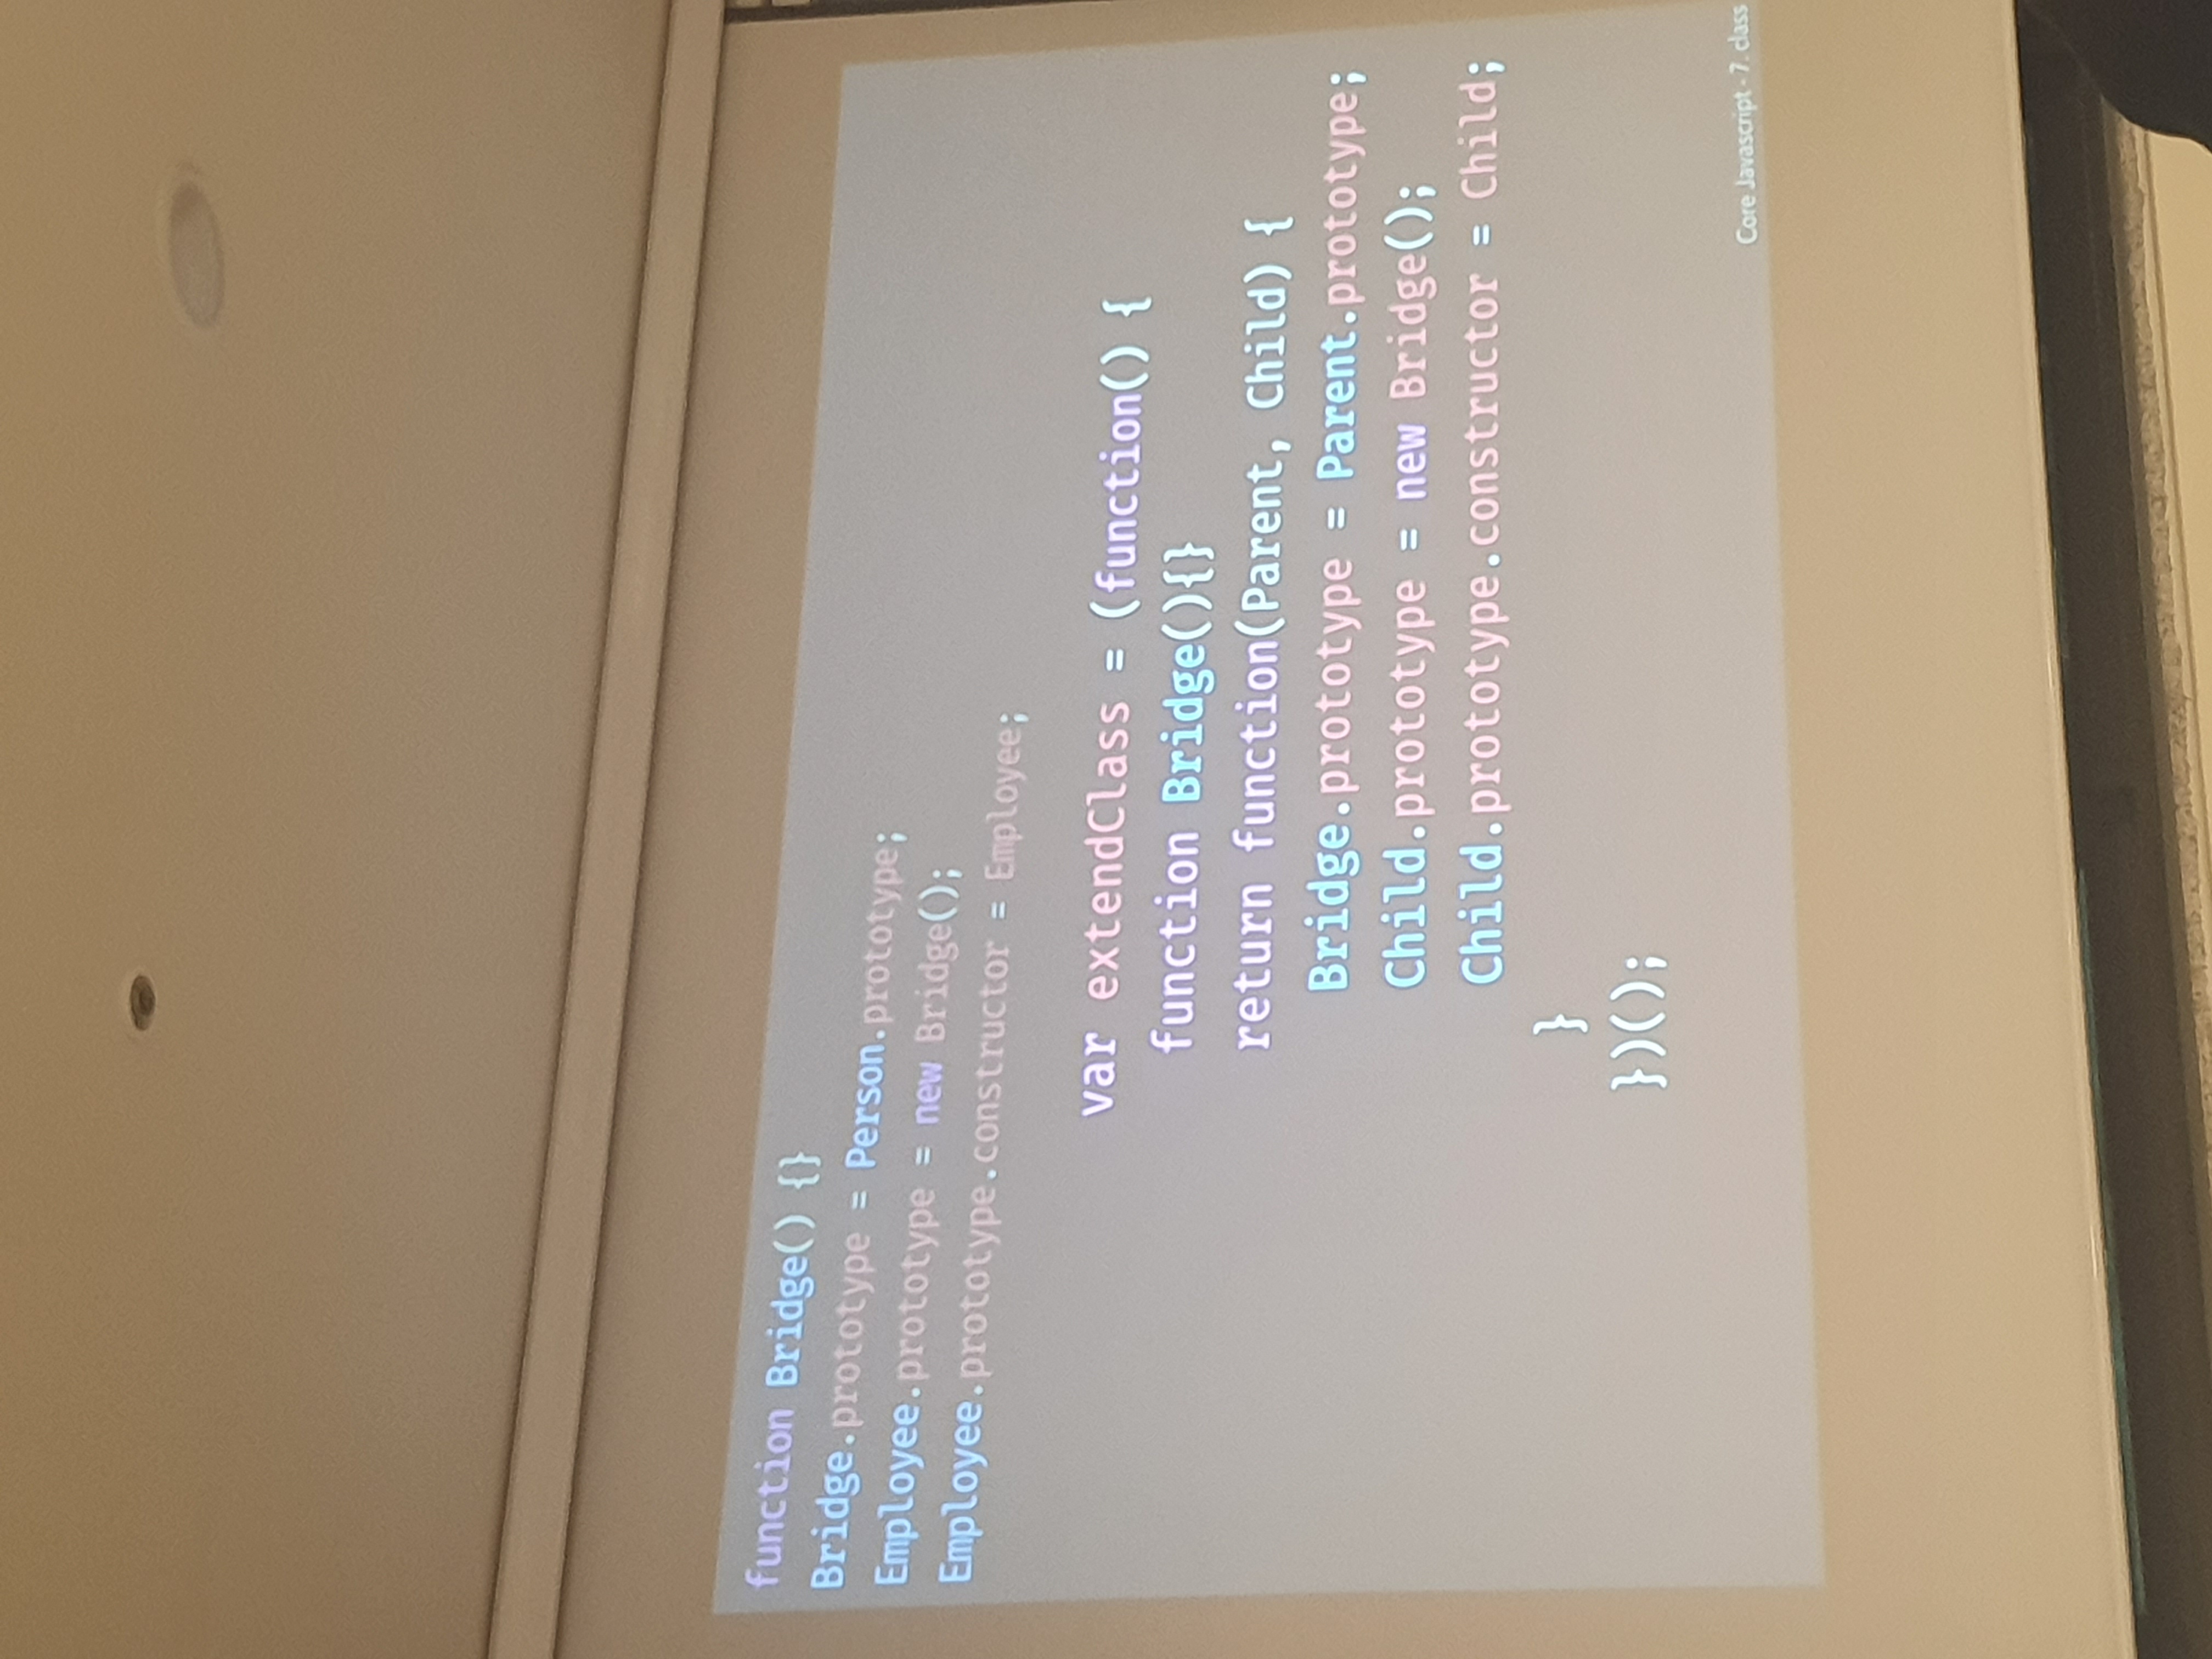 function Bridge() {}
Bridge.prototype = Person.prototype;
Employee.prototype = new Bridge();
Employee.prototype.constructor = Employee;
var extendClass = (function() {
function Bridge(){}
return function(Parent, Child) {
Bridge.prototype = Parent.prototype;
Child.prototype = new Bridge();
Child.prototype.constructor = Child;
}
})();
Core Javascript - 7. class